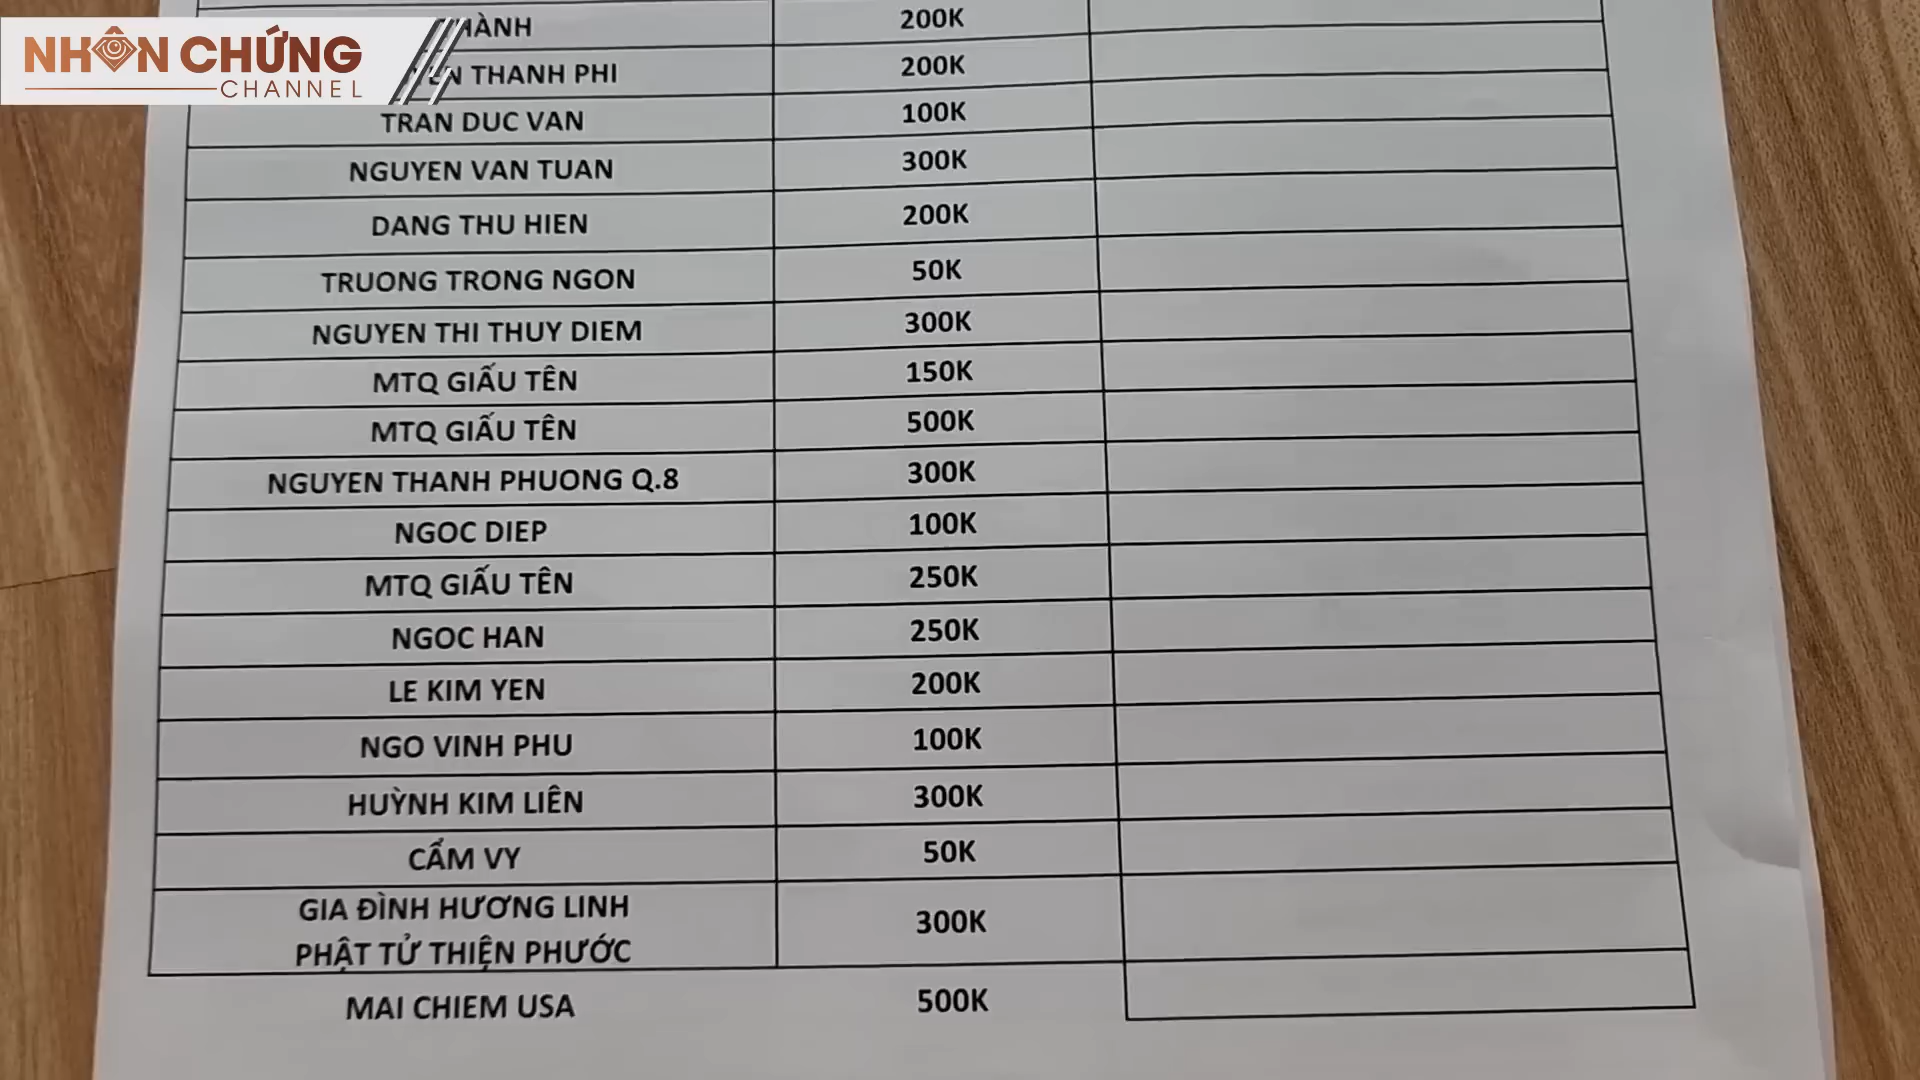 NHÂN CHỨNG
CHANNEL
200K
THANH PHI 200K
TRAN DUC VAN 100K
NGUYEN VAN TUAN 300K
DANG THU HIEN 200K
TRUONG TRONG NGON 50K
NGUYEN THI THUY DIEM 300K
MTQ GIẤU TÊN 150K
MTQ GIẤU TÊN 500K
NGUYEN THANH PHUONG Q.8 300K
NGOC DIEP 100K
MTQ GIẤU TÊN 250K
NGOC HAN 250K
LE KIM YEN 200K
NGO VINH PHU 100K
HUỲNH KIM LIÊN 300K
CẨM VY 50K
GIA ĐÌNH HƯƠNG LINH
PHẬT TỬ THIỆN PHƯỚC 300K
MAI CHIEM USA 500K